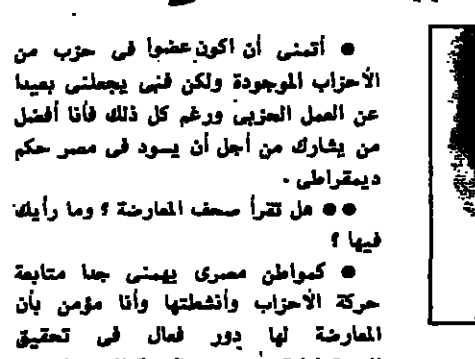 ● أتمنى أن اكون عضوا فى حزب من
الأحزاب الموجودة ولكن فنى يجعلنى بعيدا
عن العمل الحزبى ورغم كل ذلك فأنا أفضل
من يشارك من أجل أن يسود فى مصر حكم
ديمقراطى .
●● هل تقرأ صحف المعارضة ؟ وما رأيك
فيها ؟
● كمواطن مصرى يهمنى جدا متابعة
حركة الأحزاب وأنشطتها وأنا مؤمن بأن
المعارضة لها دور فعال فى تحقيق